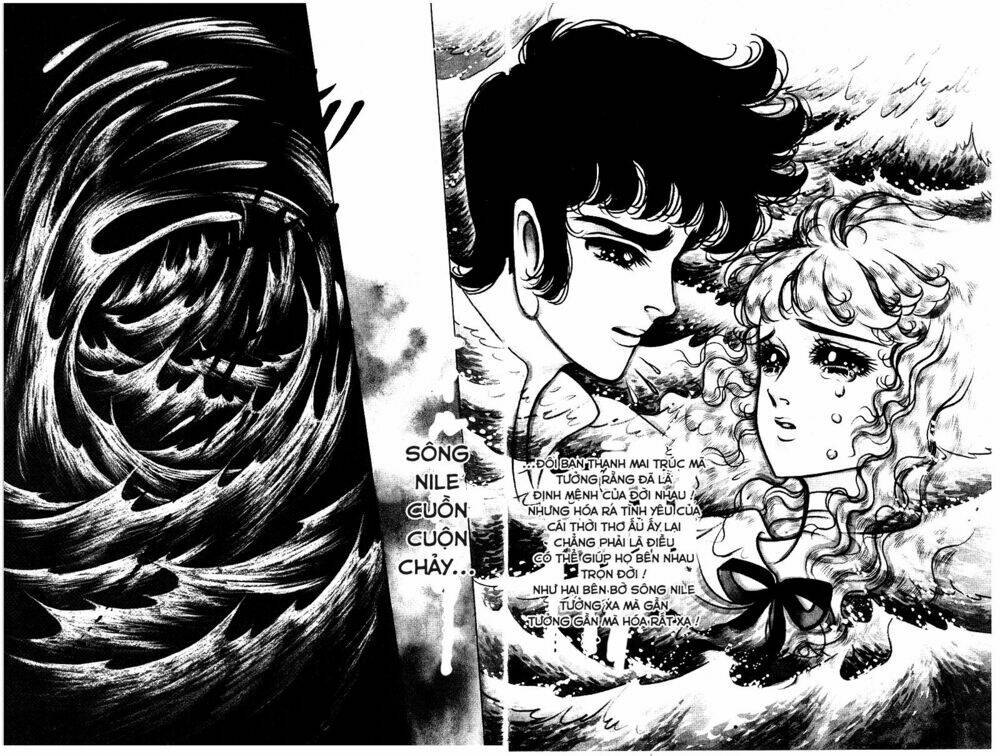 SÔNG
NILE
CUỒN
CUỘN
CHẢY...
...ĐÔI BẠN THANH MAI TRÚC MÃ
TƯỞNG RẰNG ĐÃ LÀ
ĐỊNH MỆNH CỦA ĐỜI NHAU!
NHƯNG HÓA RA TÌNH YÊU CỦA
CÁI THỜI THƠ ẤU ẤY LẠI
CHẲNG PHẢI LÀ ĐIỀU
CÓ THỂ GIÚP HỌ BÊN NHAU
TRỌN ĐỜI!
NHƯ HAI BÊN BỜ SÔNG NILE
TƯỞNG XA MÀ GẦN
TƯỞNG GẦN MÀ HÓA RẤT XA!